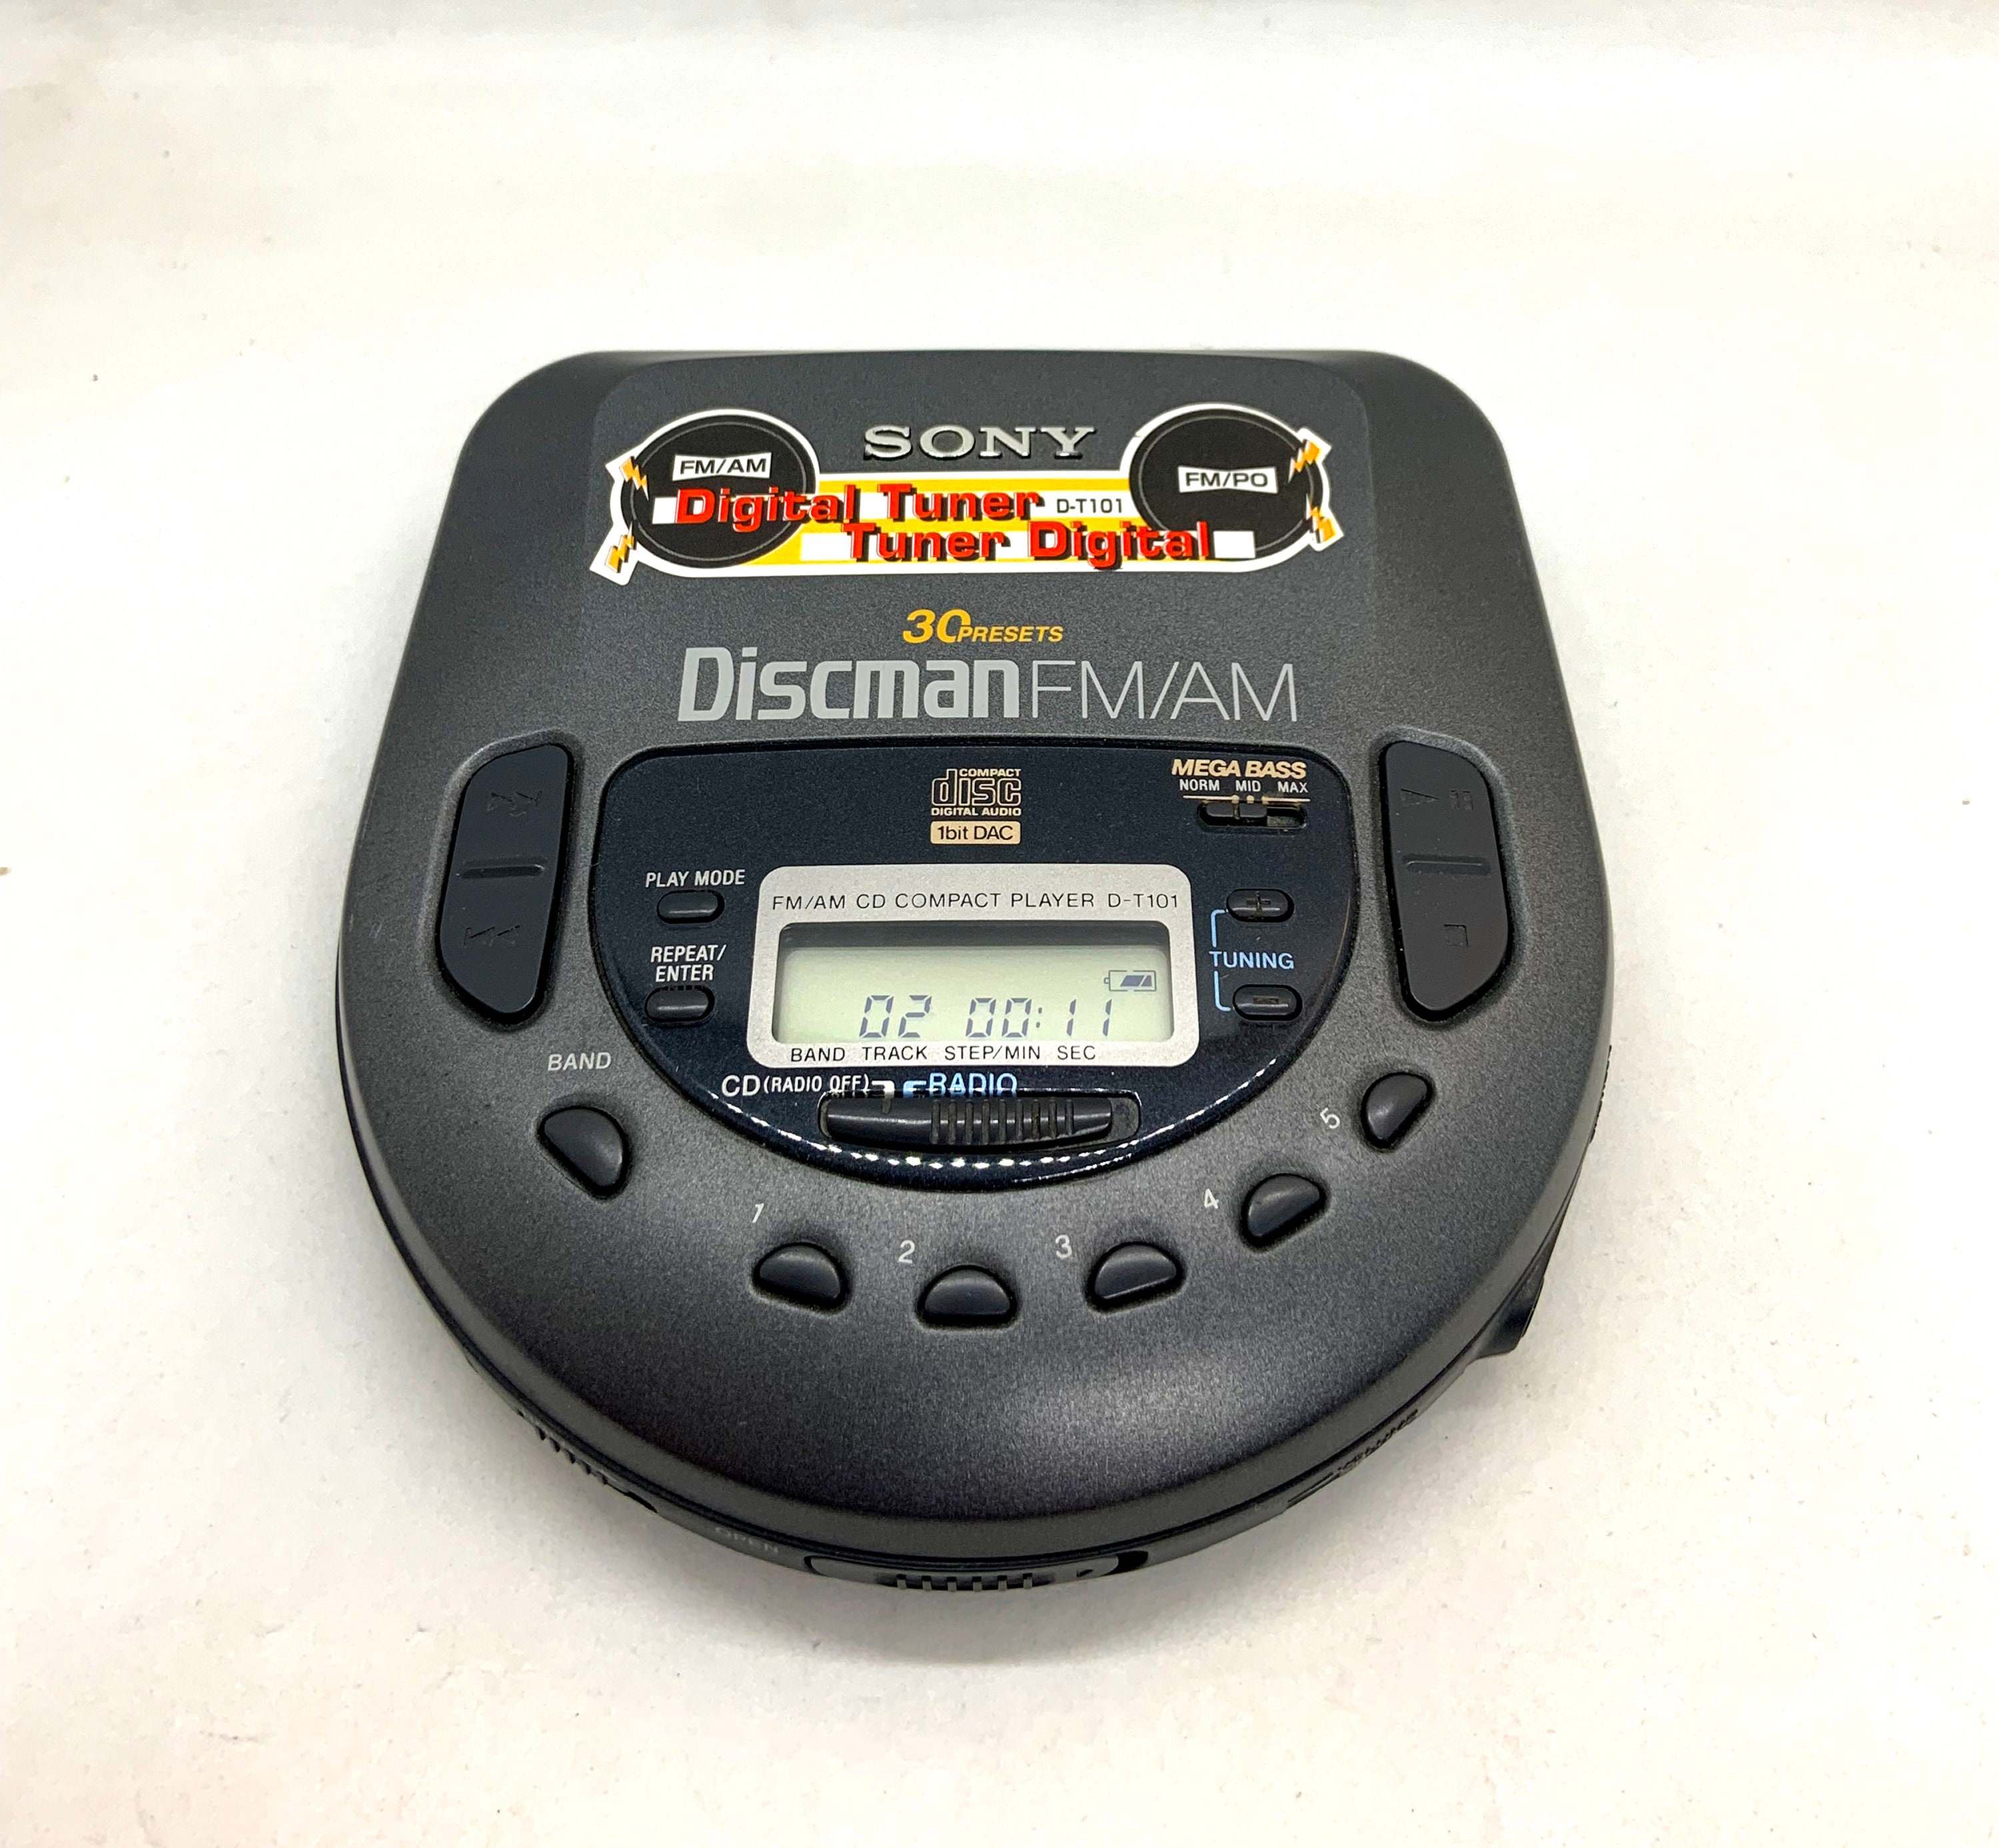 SONY
FM/AM
FM/PO
Digital Tuner D-T101
Tuner Digital
30PRESETS
DiscmanFM/AM
COMPACT
disc
DIGITAL AUDIO
1bit DAC
MEGA BASS
NORM MID MAX
PLAY MODE
FM/AM CD COMPACT PLAYER D-T101
REPEAT/
ENTER
TUNING
02 00:11
BAND TRACK STEP/MIN SEC
BAND
CD (RADIO OFF) RADIO
1
2
3
4
5
OPEN